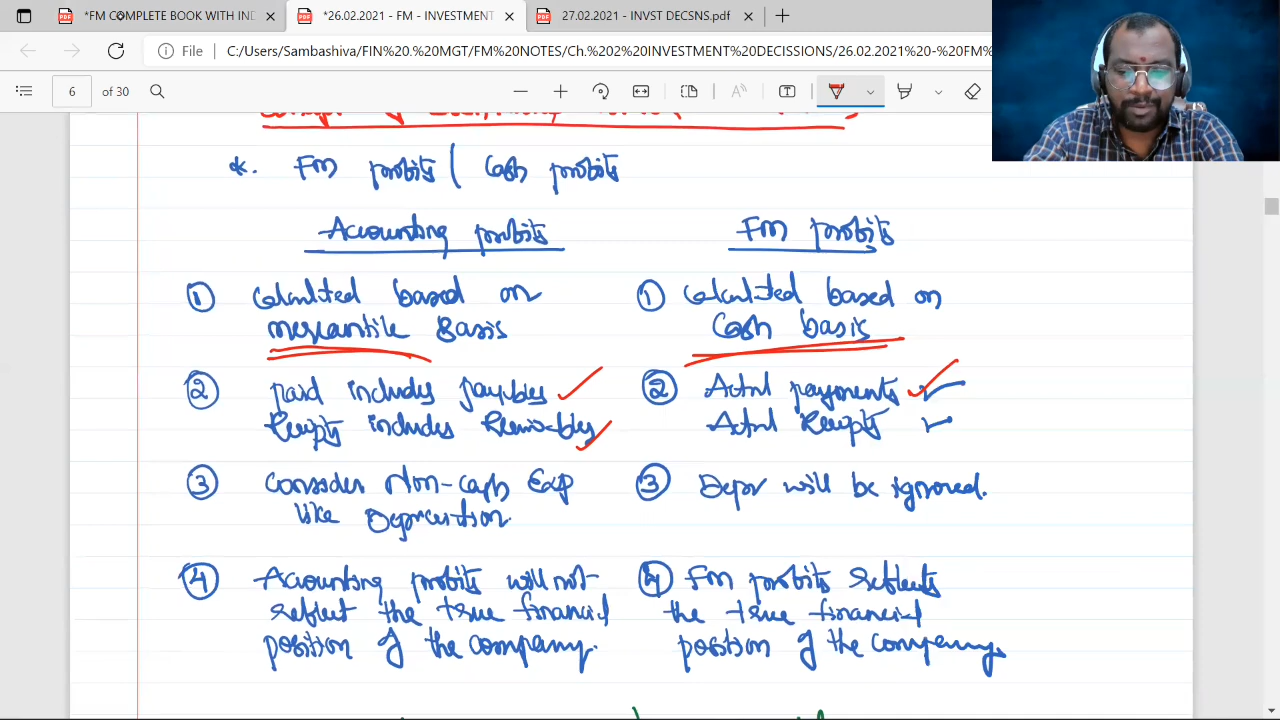 *FM COMPLETE BOOK WITH IND
*26.02.2021 - FM - INVESTMENT
27.02.2021 - INVST DECSNS.pdf
File
C:/Users/Sambashiva/FIN%20.%20MGT/FM%20NOTES/Ch.%202%20INVESTMENT%20DECISSIONS/26.02.2021%20-%20FM%
6 of 30
*. FM profits | Cash profits
Accounting profits
FM profits
① Calculated based on
mercantile Basis
① Calculated based on
Cash basis
② paid includes payables
Receipts includes Receivables
② Actul payments
Actul Receipts
③ Consider Non-cash Exp
like Deprection.
③ Depr will be ignored.
④ Accounting profits will not
reflect the true financial
position of the company.
④ FM profits reflects
the true financial
position of the company.